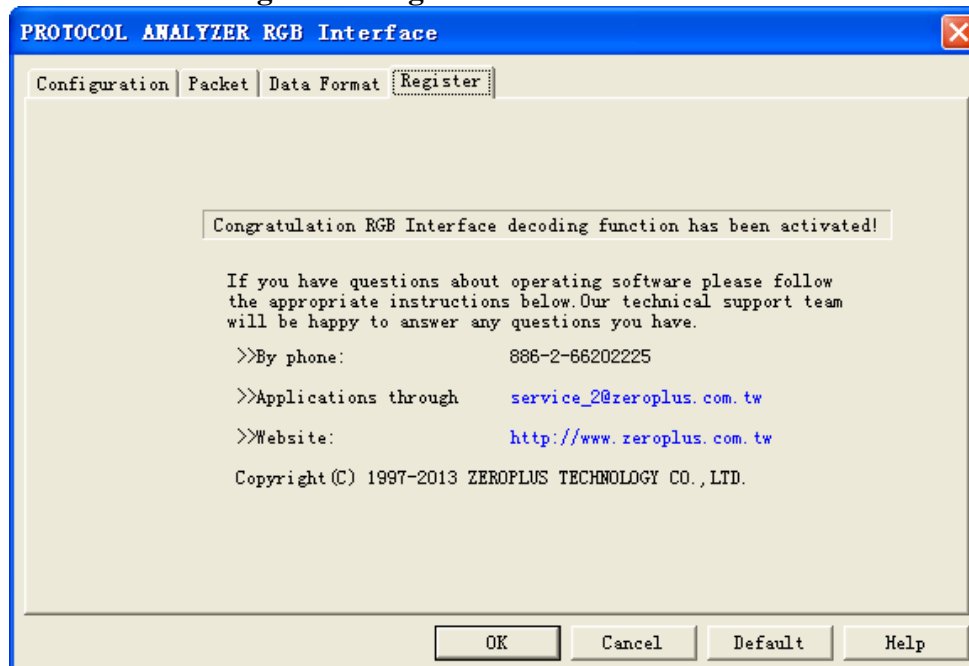 PROTOCOL ANALYZER RGB Interface
Configuration Packet Data Format Register
Congratulation RGB Interface decoding function has been activated!
If you have questions about operating software please follow
the appropriate instructions below.Our technical support team
will be happy to answer any questions you have.
>>By phone: 886-2-66202225
>>Applications through service_2@zeroplus.com.tw
>>Website: http://www.zeroplus.com.tw
Copyright(C) 1997-2013 ZEROPLUS TECHNOLOGY CO.,LTD.
OK Cancel Default Help